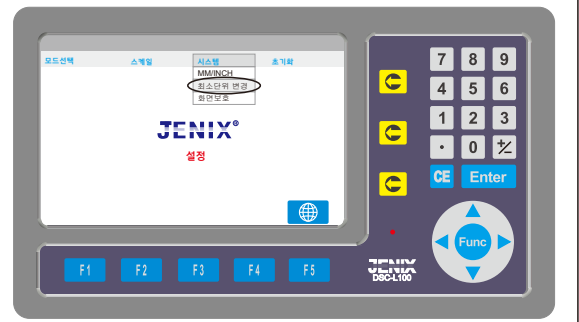 모드선택 스케일 시스템 초기화
MM/INCH
최소단위 변경
화면보호
JENIX®
설정
7 8 9
4 5 6
1 2 3
· 0 +/-
CE Enter
Func
F1 F2 F3 F4 F5
JENIX
DSC-L100